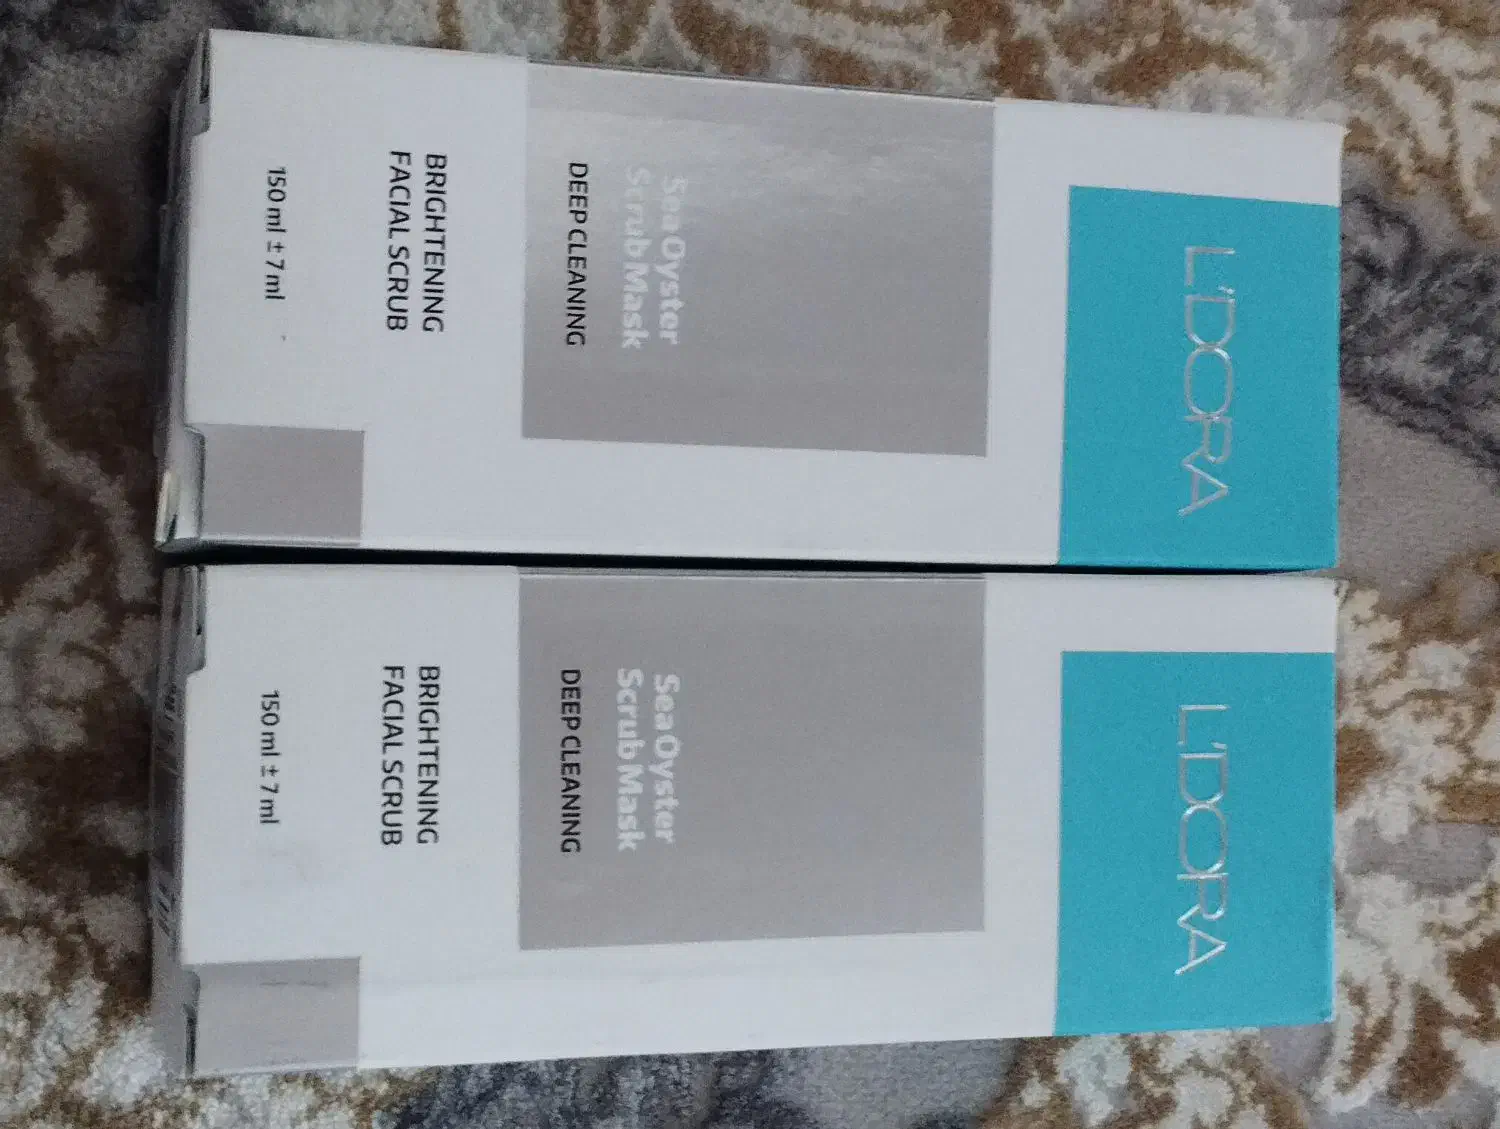 L'DORA
Sea Oyster
Scrub Mask
DEEP CLEANING
BRIGHTENING
FACIAL SCRUB
150 ml ± 7 ml
L'DORA
Sea Oyster
Scrub Mask
DEEP CLEANING
BRIGHTENING
FACIAL SCRUB
150 ml ± 7 ml